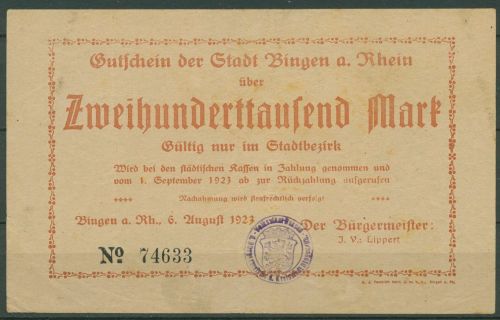 Gutschein der Stadt Bingen a. Rhein
über
Zweihunderttausend Mark
Gültig nur im Stadtbezirk
Wird bei den städtischen Kassen in Zahlung genommen und
vom 1. September 1923 ab zur Rückzahlung aufgerufen
Nachahmung wird strafrechtlich verfolgt
Bingen a. Rh., 6. August 1923
Der Bürgermeister:
J. V.: Lippert
No 74633